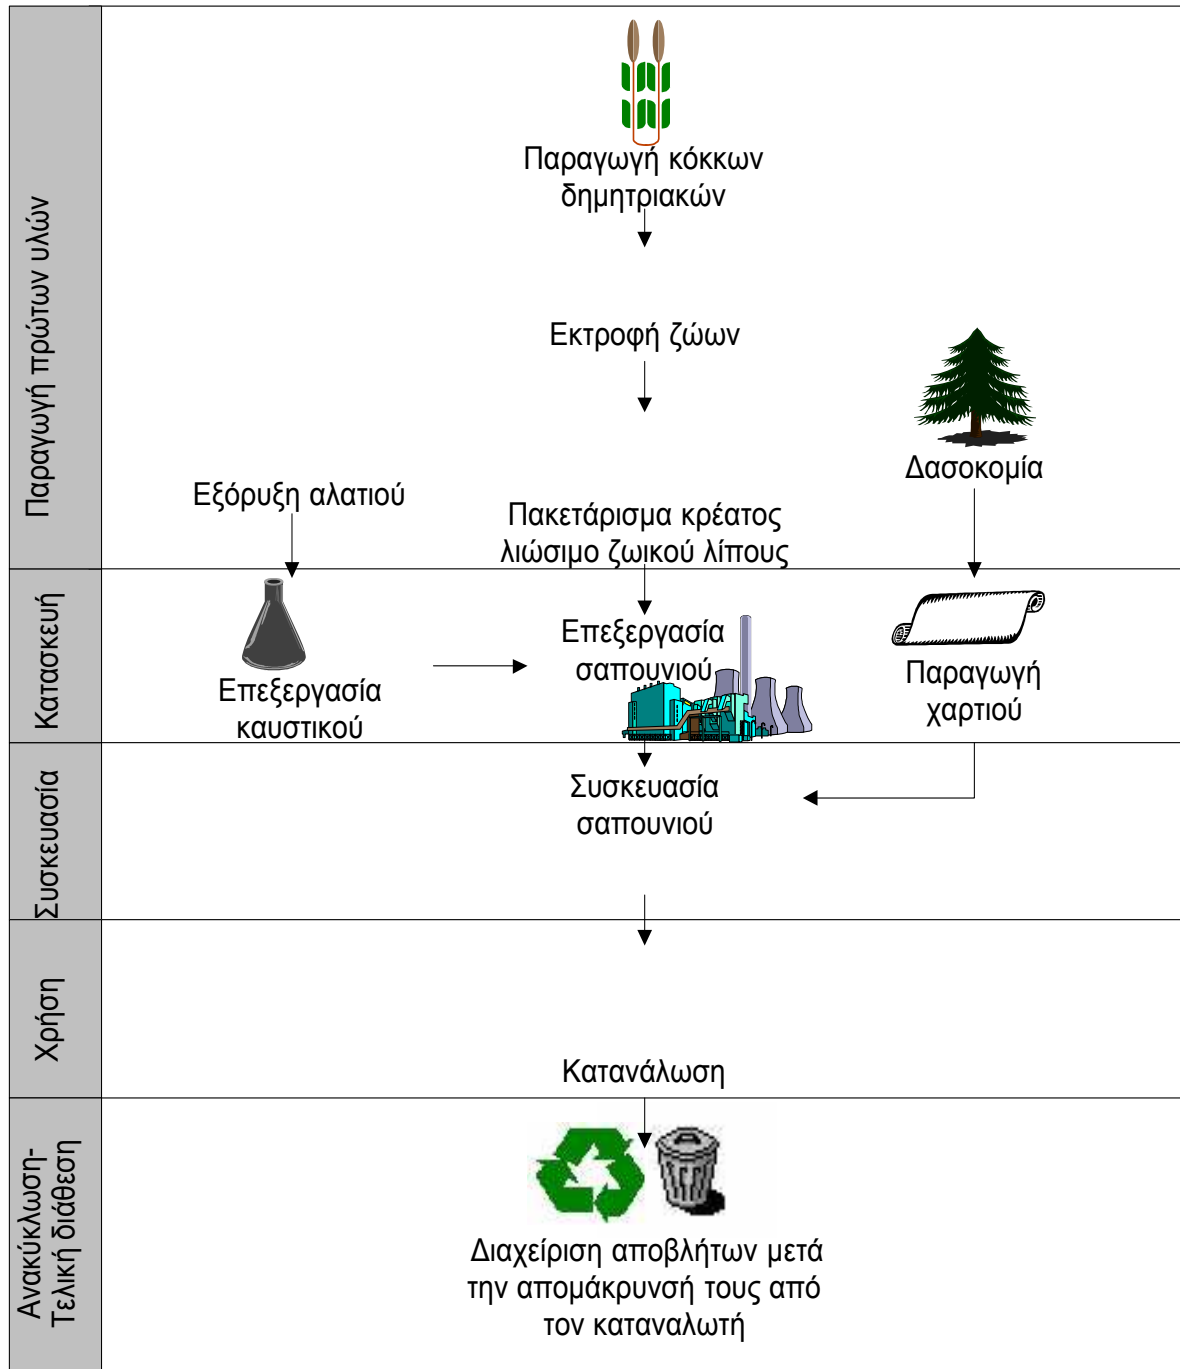 Παραγωγή πρώτων υλών
Παραγωγή κόκκων
δημητριακών
Εκτροφή ζώων
Δασοκομία
Εξόρυξη αλατιού
Πακετάρισμα κρέατος
λιώσιμο ζωικού λίπους
Κατασκευή
Επεξεργασία
καυστικού
Επεξεργασία
σαπουνιού
Παραγωγή
χαρτιού
Συσκευασία
Συσκευασία
σαπουνιού
Χρήση
Κατανάλωση
Ανακύκλωση-
Τελική διάθεση
Διαχείριση αποβλήτων μετά
την απομάκρυνσή τους από
τον καταναλωτή